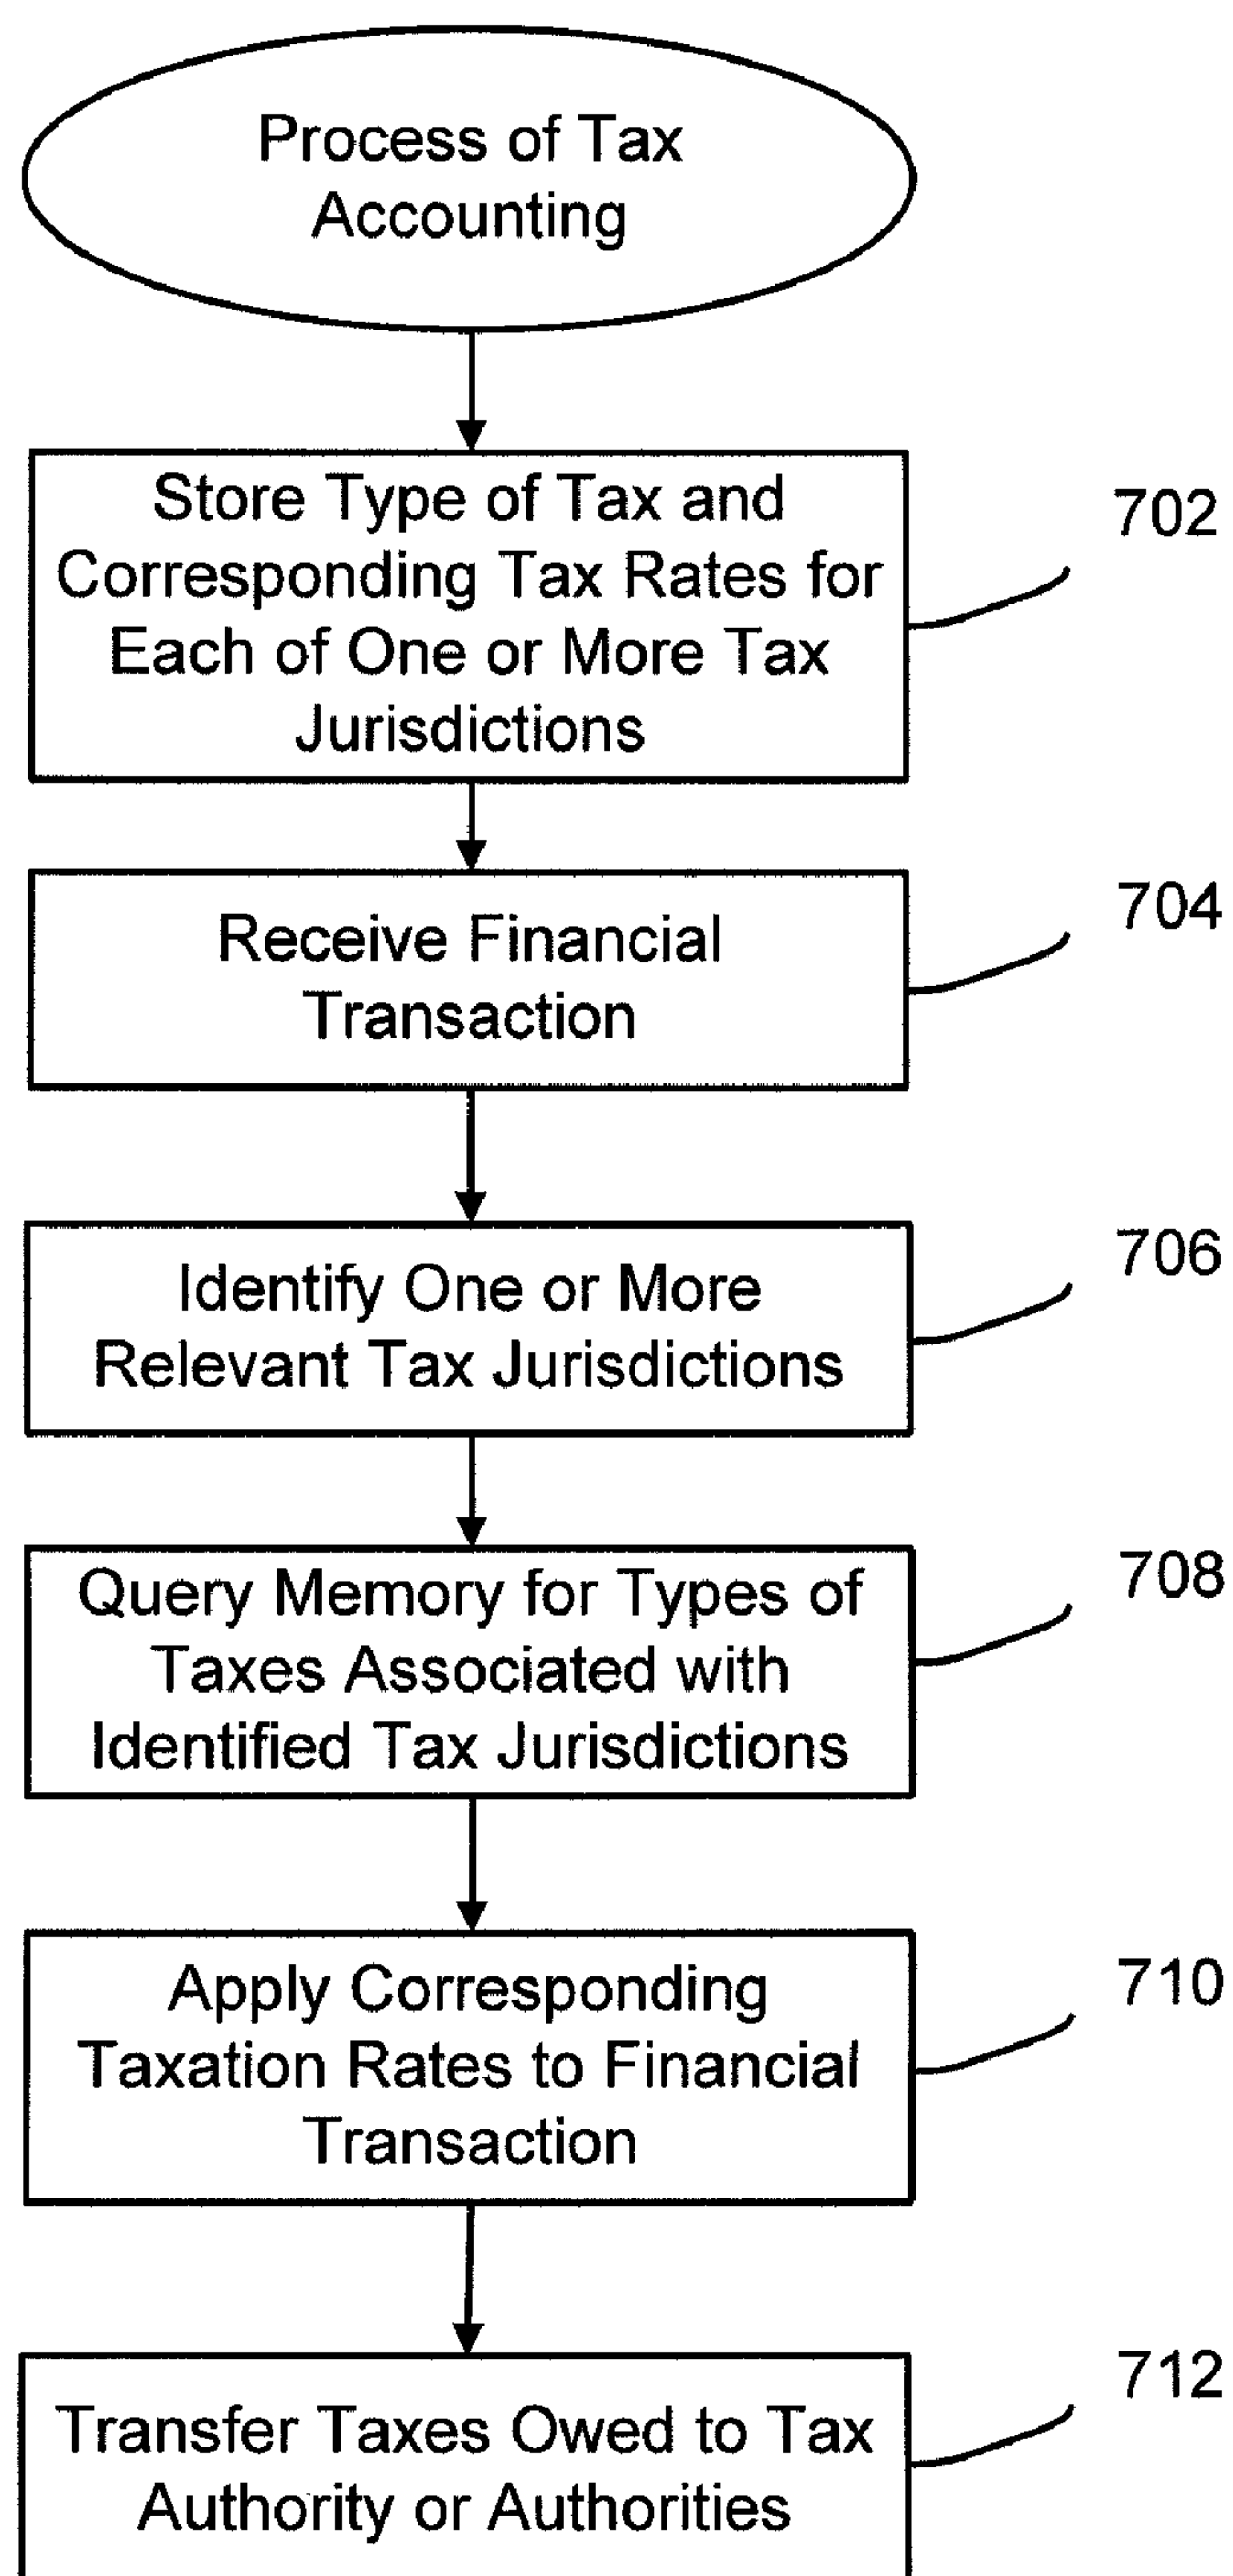 Process of Tax
Accounting
Store Type of Tax and
Corresponding Tax Rates for
Each of One or More Tax
Jurisdictions
702
Receive Financial
Transaction
704
Identify One or More
Relevant Tax Jurisdictions
706
Query Memory for Types of
Taxes Associated with
Identified Tax Jurisdictions
708
Apply Corresponding
Taxation Rates to Financial
Transaction
710
Transfer Taxes Owed to Tax
Authority or Authorities
712